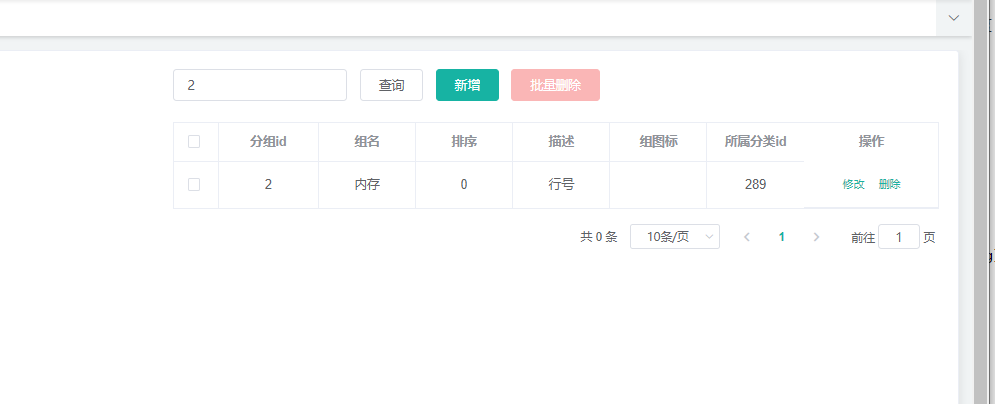 2 查询 新增 批量删除
分组id 组名 排序 描述 组图标 所属分类id 操作
2 内存 0 行号 289 修改 删除
共 0 条 10条/页 1 前往 1 页